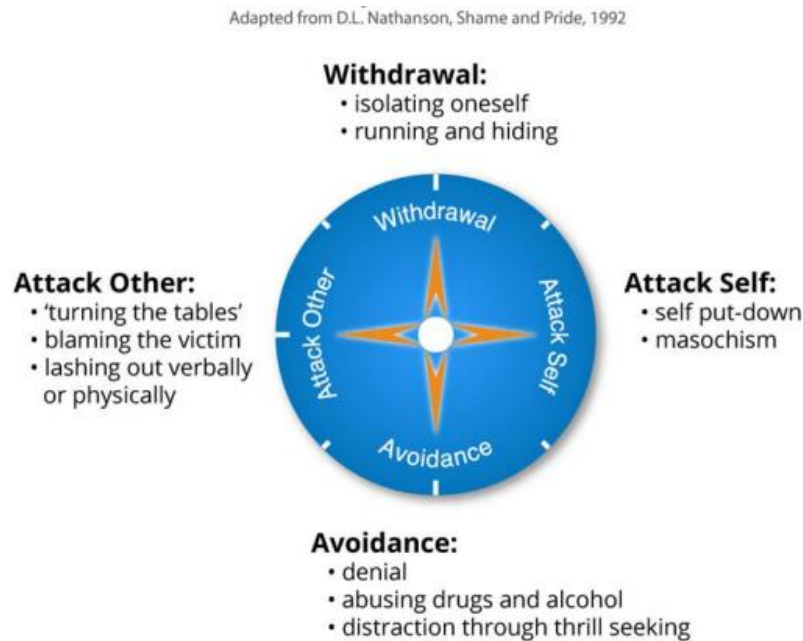 Adapted from D.L. Nathanson, Shame and Pride, 1992
Withdrawal:
• isolating oneself
• running and hiding
Withdrawal
Attack Other:
• ‘turning the tables’
• blaming the victim
• lashing out verbally
or physically
Attack Other
Attack Self
Attack Self:
• self put-down
• masochism
Avoidance
Avoidance:
• denial
• abusing drugs and alcohol
• distraction through thrill seeking